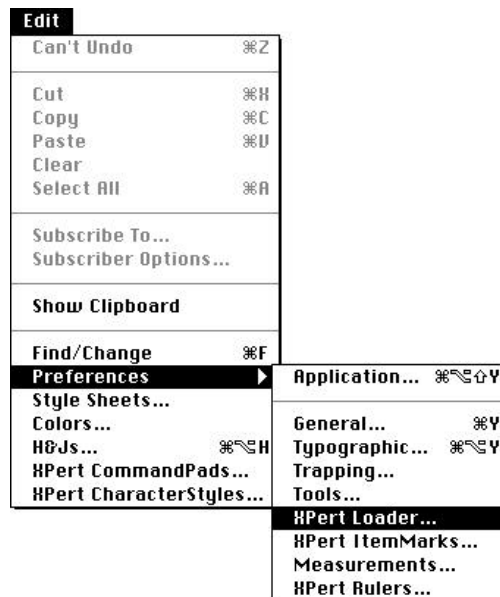 Edit
Can't Undo ⌘Z
Cut ⌘X
Copy ⌘C
Paste ⌘V
Clear
Select All ⌘A
Subscribe To...
Subscriber Options...
Show Clipboard
Find/Change ⌘F
Preferences
Style Sheets...
Colors...
H&Js... ⌘⌥H
XPert CommandPads...
XPert CharacterStyles...
Application... ⌘⌥⇧Y
General... ⌘Y
Typographic... ⌘⌥Y
Trapping...
Tools...
XPert Loader...
XPert ItemMarks...
Measurements...
XPert Rulers...